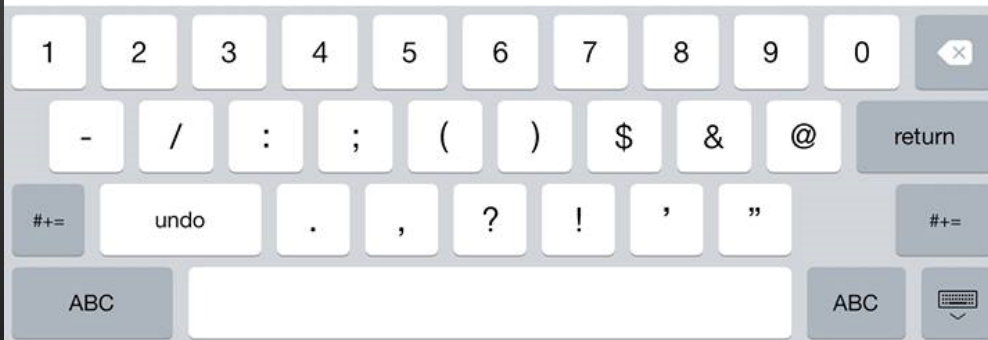 1 2 3 4 5 6 7 8 9 0
- / : ; ( ) $ & @ return
#+= undo . , ? ! ’ ” #+=
ABC ABC